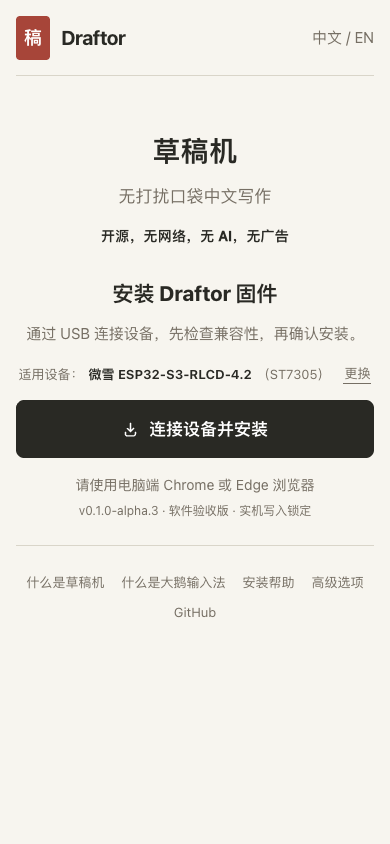 稿 Draftor 中文 / EN
草稿机
无打扰口袋中文写作
开源，无网络，无 AI，无广告
安装 Draftor 固件
通过 USB 连接设备，先检查兼容性，再确认安装。
适用设备： 微雪 ESP32-S3-RLCD-4.2 （ST7305） 更换
连接设备并安装
请使用电脑端 Chrome 或 Edge 浏览器
v0.1.0-alpha.3 · 软件验收版 · 实机写入锁定
什么是草稿机 什么是大鹅输入法 安装帮助 高级选项
GitHub